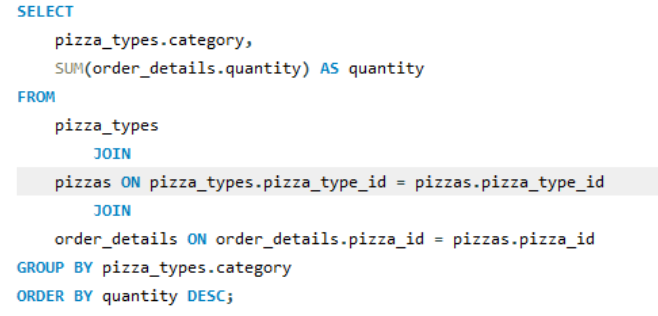 SELECT
pizza_types.category,
SUM(order_details.quantity) AS quantity
FROM
pizza_types
JOIN
pizzas ON pizza_types.pizza_type_id = pizzas.pizza_type_id
JOIN
order_details ON order_details.pizza_id = pizzas.pizza_id
GROUP BY pizza_types.category
ORDER BY quantity DESC;